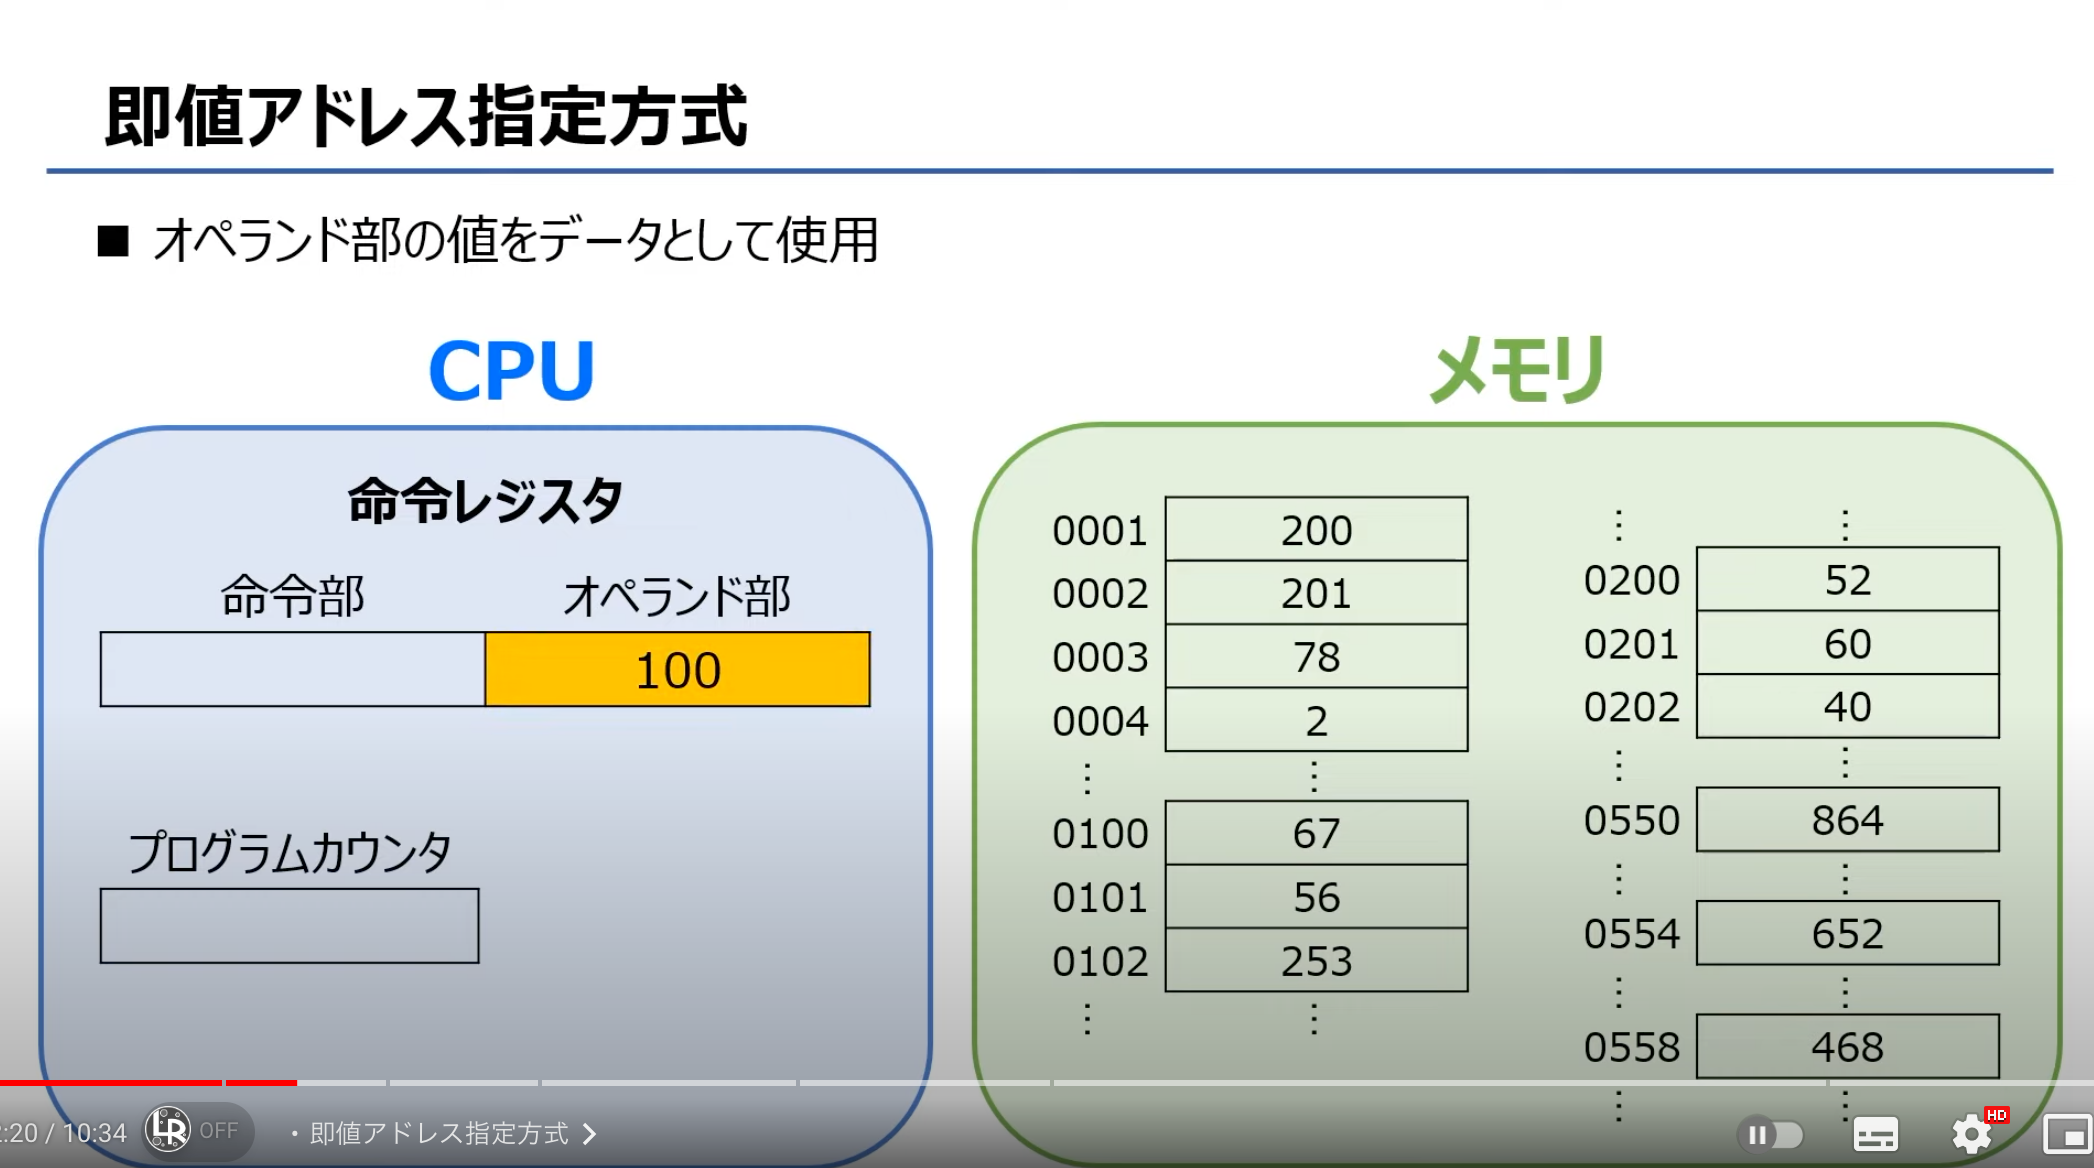 即値アドレス指定方式
■ オペランド部の値をデータとして使用
CPU
命令レジスタ
命令部 オペランド部
100
プログラムカウンタ
メモリ
0001 200
0002 201
0003 78
0004 2
⋮ ⋮
0100 67
0101 56
0102 253
⋮ ⋮
⋮ ⋮
0200 52
0201 60
0202 40
⋮ ⋮
0550 864
⋮ ⋮
0554 652
⋮ ⋮
0558 468
⋮ ⋮
:20 / 10:34 LR OFF ・即値アドレス指定方式 HD